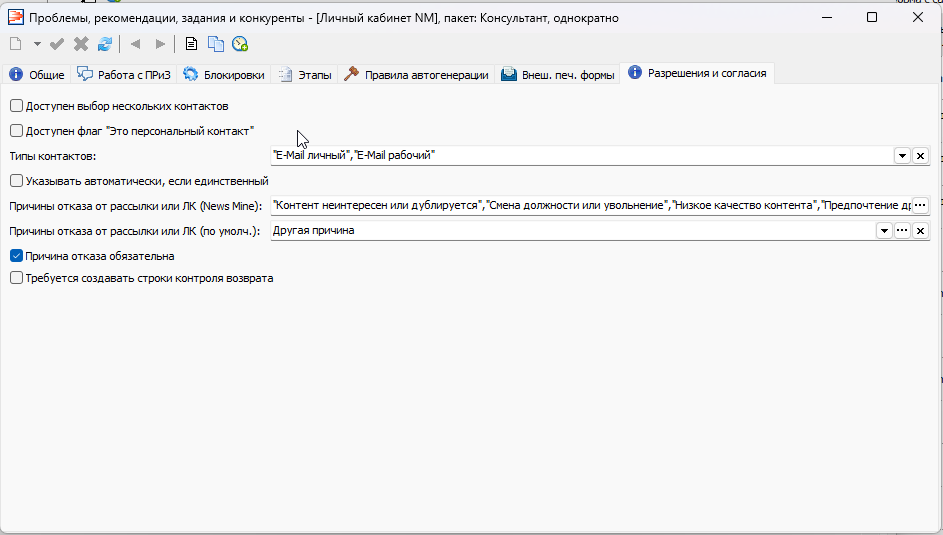 Проблемы, рекомендации, задания и конкуренты - [Личный кабинет NM], пакет: Консультант, однократно
Общие
Работа с ПРиЗ
Блокировки
Этапы
Правила автогенерации
Внеш. печ. формы
Разрешения и согласия
Доступен выбор нескольких контактов
Доступен флаг "Это персональный контакт"
Типы контактов: "E-Mail личный","E-Mail рабочий"
Указывать автоматически, если единственный
Причины отказа от рассылки или ЛК (News Mine): "Контент неинтересен или дублируется","Смена должности или увольнение","Низкое качество контента","Предпочтение
Причины отказа от рассылки или ЛК (по умолч.): Другая причина
Причина отказа обязательна
Требуется создавать строки контроля возврата